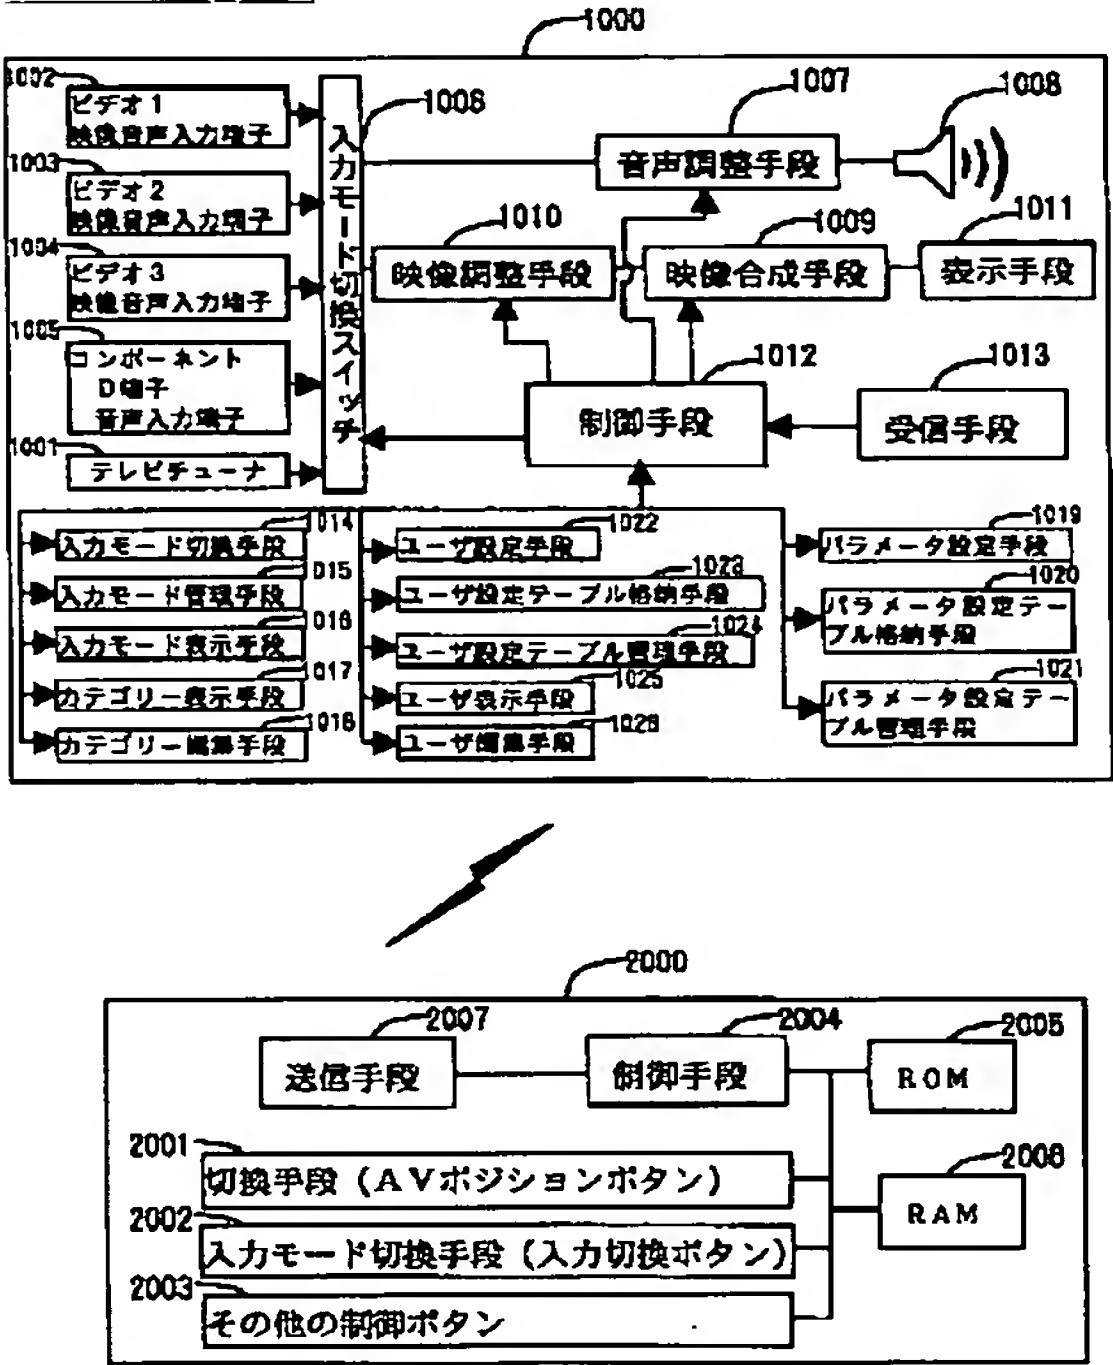 1000
1002
ビデオ1
映像音声入力端子
1003
ビデオ2
映像音声入力端子
1004
ビデオ3
映像音声入力端子
1005
コンポーネント
D端子
音声入力端子
1001
テレビチューナ
入力モード切換スイッチ
1006
1007
音声調整手段
1008
1010
映像調整手段
1009
映像合成手段
1011
表示手段
1012
制御手段
1013
受信手段
1014
入力モード切換手段
1015
入力モード管理手段
1016
入力モード表示手段
1017
カテゴリー表示手段
1018
カテゴリー編集手段
1022
ユーザ設定手段
1023
ユーザ設定テーブル格納手段
1024
ユーザ設定テーブル管理手段
1025
ユーザ表示手段
1026
ユーザ編集手段
1019
パラメータ設定手段
1020
パラメータ設定テー
ブル格納手段
1021
パラメータ設定テー
ブル管理手段
2000
2007
送信手段
2004
制御手段
2005
ROM
2001
切換手段（AVポジションボタン）
2006
RAM
2002
入力モード切換手段（入力切換ボタン）
2003
その他の制御ボタン